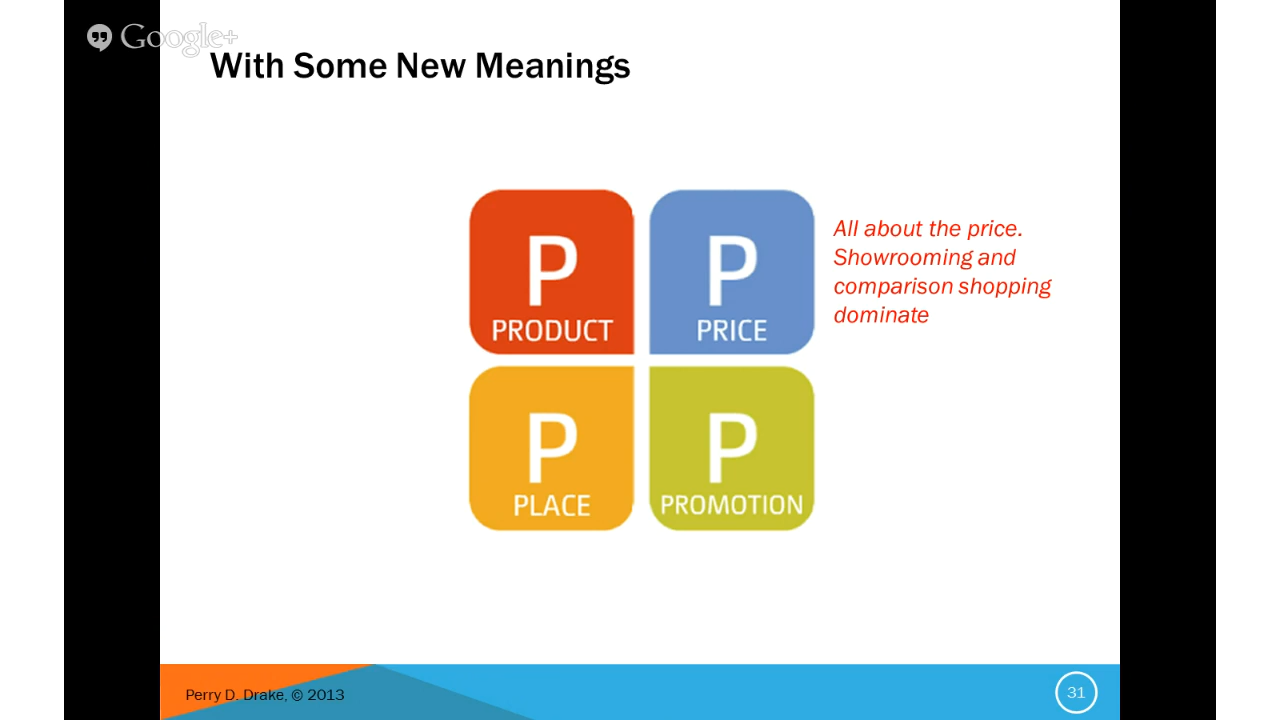 Google+
With Some New Meanings
P
PRODUCT
P
PRICE
All about the price.
Showrooming and
comparison shopping
dominate
P
PLACE
P
PROMOTION
Perry D. Drake, © 2013
31